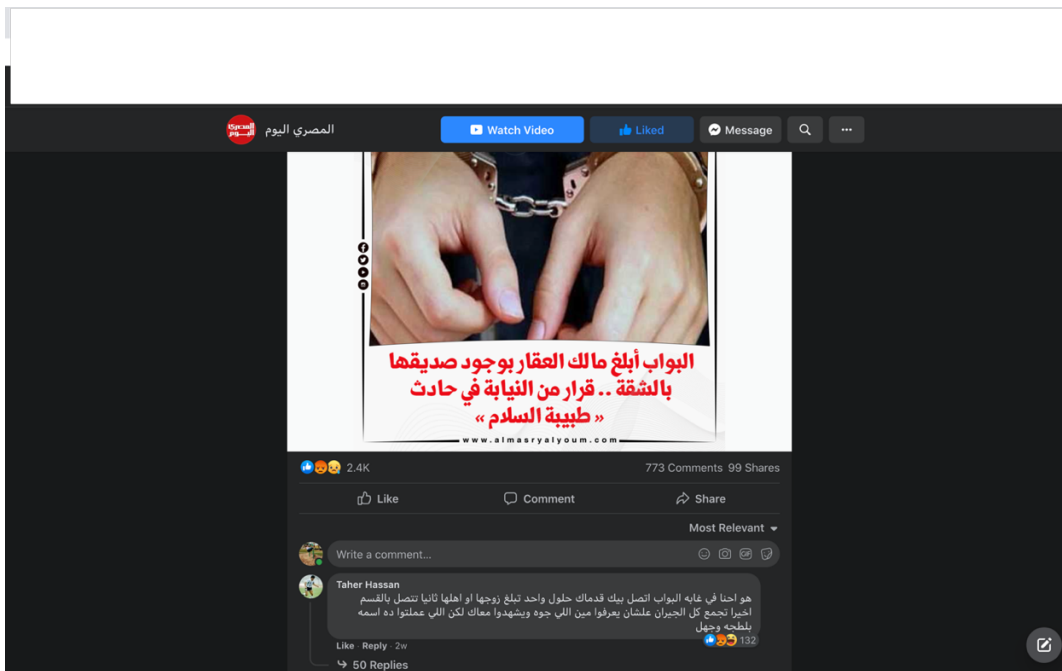 المصري اليوم
Watch Video
Liked
Message
البواب أبلغ مالك العقار بوجود صديقها
بالشقة .. قرار من النيابة في حادث
« طبيبة السلام »
www.almasryalyoum.com
2.4K
773 Comments 99 Shares
Like
Comment
Share
Most Relevant
Write a comment...
GIF
Taher Hassan
هو احنا في غابه البواب اتصل بيك قدماك حلول واحد تبلغ زوجها او اهلها ثانيا تتصل بالقسم
اخيرا تجمع كل الجيران علشان يعرفوا مين اللي جوه ويشهدوا معاك لكن اللي عملتوا ده اسمه
بلطجه وجهل
132
Like · Reply · 2w
50 Replies